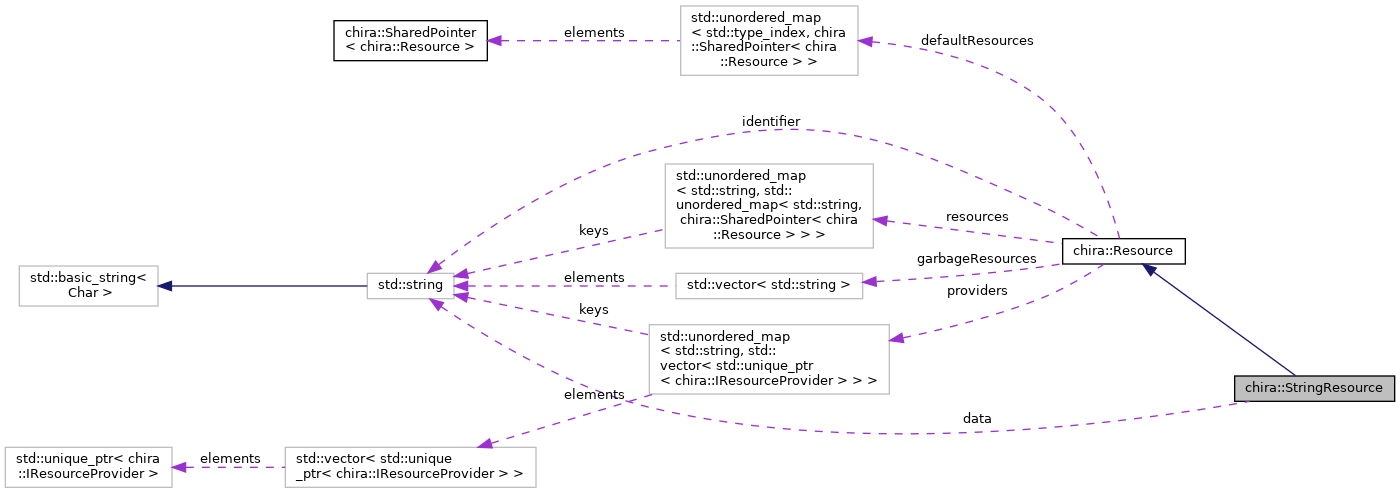 chira::SharedPointer
< chira::Resource >
elements
std::unordered_map
< std::type_index, chira
::SharedPointer< chira
::Resource > >
defaultResources
identifier
std::unordered_map
< std::string, std::
unordered_map< std::string,
chira::SharedPointer< chira
::Resource > > >
resources
keys
chira::Resource
garbageResources
std::basic_string<
Char >
std::string
elements
std::vector< std::string >
providers
keys
std::unordered_map
< std::string, std::
vector< std::unique_ptr
< chira::IResourceProvider > > >
chira::StringResource
elements
data
std::unique_ptr< chira
::IResourceProvider >
elements
std::vector< std::unique
_ptr< chira::IResourceProvider > >